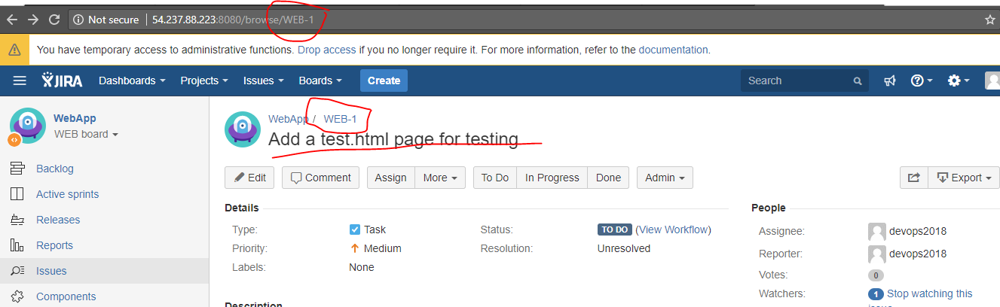 Not secure | 54.237.88.223:8080/browse/WEB-1
You have temporary access to administrative functions. Drop access if you no longer require it. For more information, refer to the documentation.
JIRA Dashboards Projects Issues Boards Create Search
WebApp
WEB board
Backlog
Active sprints
Releases
Reports
Issues
Components
WebApp / WEB-1
Add a test.html page for testing
Edit Comment Assign More To Do In Progress Done Admin Export
Details
Type: Task Status: TO DO (View Workflow)
Priority: Medium Resolution: Unresolved
Labels: None
Description
People
Assignee: devops2018
Reporter: devops2018
Votes: 0
Watchers: 1 Stop watching this